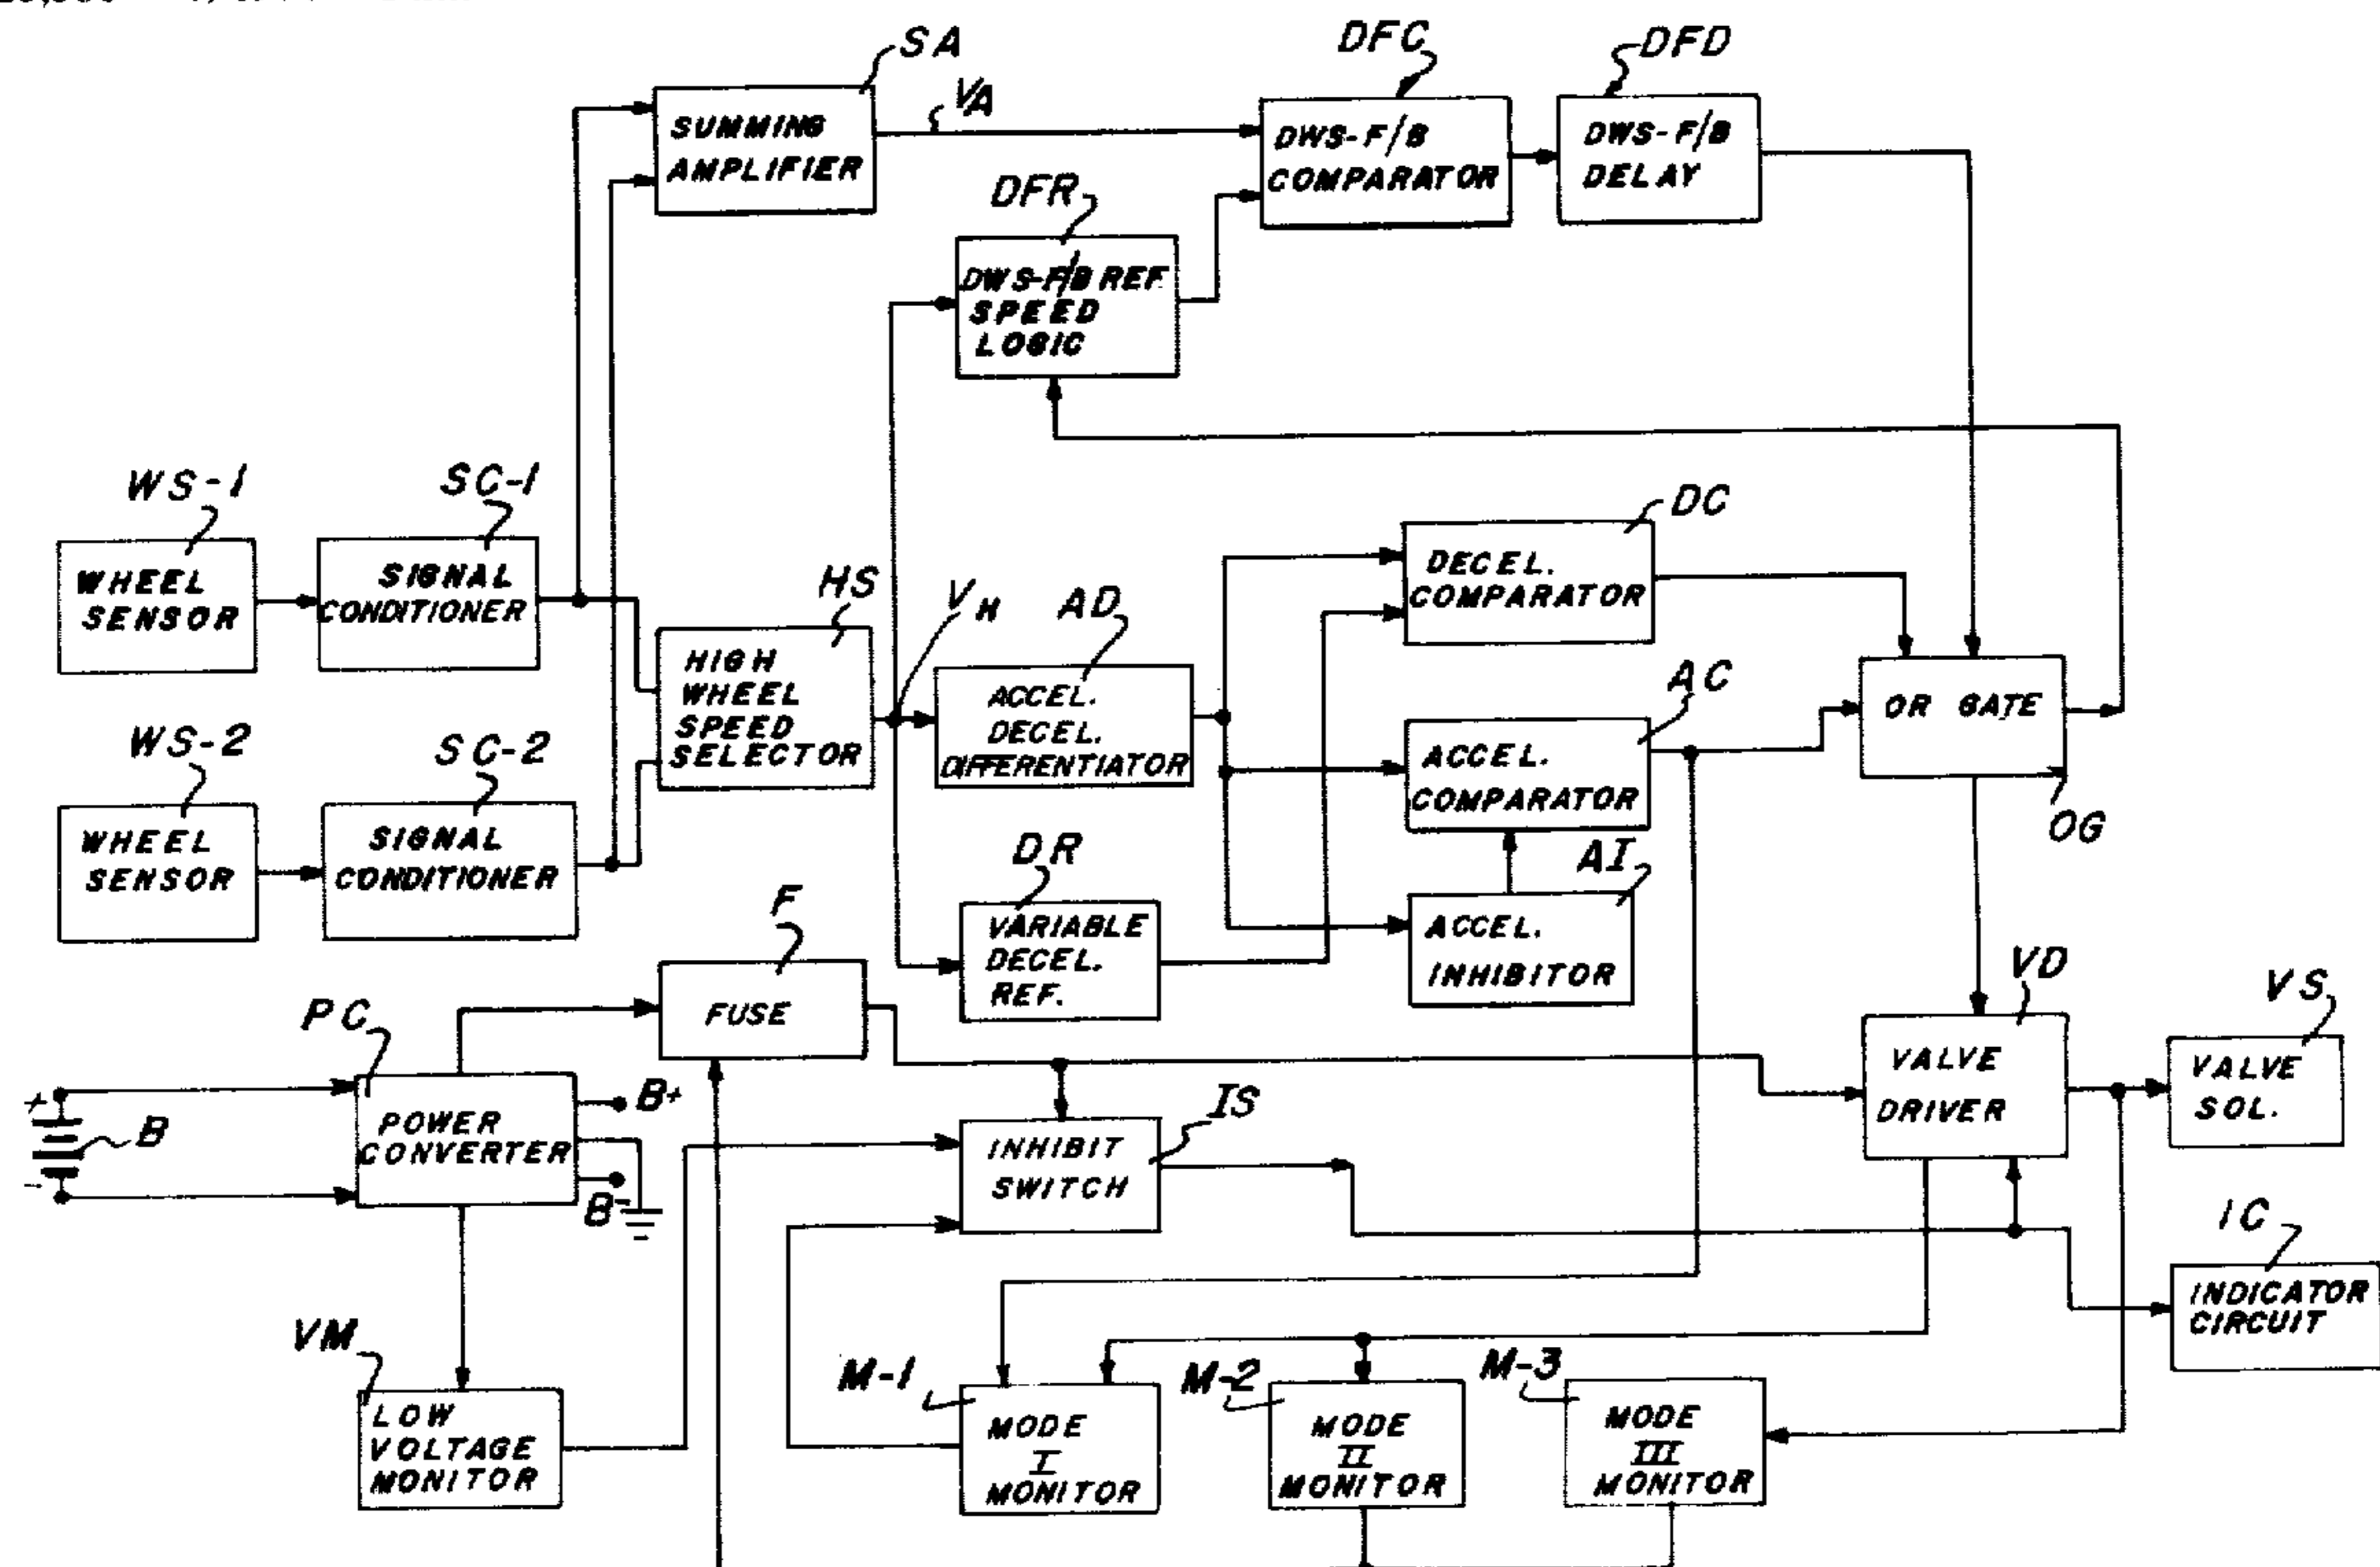 SA
VA
DFC
DFD
SUMMING
AMPLIFIER
DWS-F/B
COMPARATOR
DWS-F/B
DELAY
DFR
DWS-F/B REF
SPEED
LOGIC
WS-1
SC-1
WHEEL
SENSOR
SIGNAL
CONDITIONER
HS
VH
AD
DC
DECEL.
COMPARATOR
HIGH
WHEEL
SPEED
SELECTOR
ACCEL.
DECEL.
DIFFERENTIATOR
AC
ACCEL.
COMPARATOR
OR GATE
OG
WS-2
SC-2
WHEEL
SENSOR
SIGNAL
CONDITIONER
F
FUSE
DR
VARIABLE
DECEL.
REF.
AI
ACCEL.
INHIBITOR
VD
VALVE
DRIVER
VS
VALVE
SOL.
PC
+
B
-
POWER
CONVERTER
B+
B-
IS
INHIBIT
SWITCH
IC
INDICATOR
CIRCUIT
VM
LOW
VOLTAGE
MONITOR
M-1
MODE
I
MONITOR
M-2
MODE
II
MONITOR
M-3
MODE
III
MONITOR